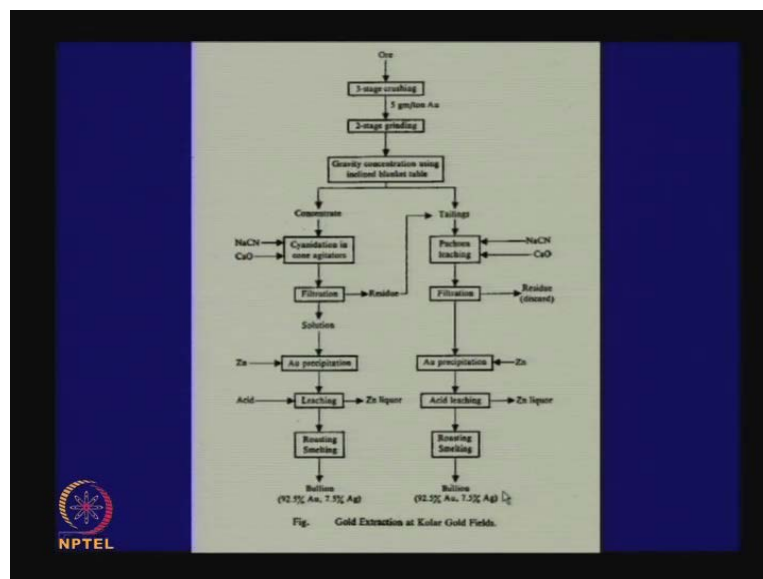 Ore
3-stage crushing
5 gm/ton Au
2-stage grinding
Gravity concentration using
inclined blanket table
Concentrate
Tailings
NaCN
CaO
Cyanidation in
cone agitators
Pachuca
leaching
NaCN
CaO
Filtration
Residue
Filtration
Residue
(discard)
Solution
Zn
Au precipitation
Au precipitation
Zn
Acid
Leaching
Zn liquor
Acid leaching
Zn liquor
Roasting
Smelting
Roasting
Smelting
Bullion
(92.5% Au, 7.5% Ag)
Bullion
(92.5% Au, 7.5% Ag)
Fig. Gold Extraction at Kolar Gold Fields.
NPTEL